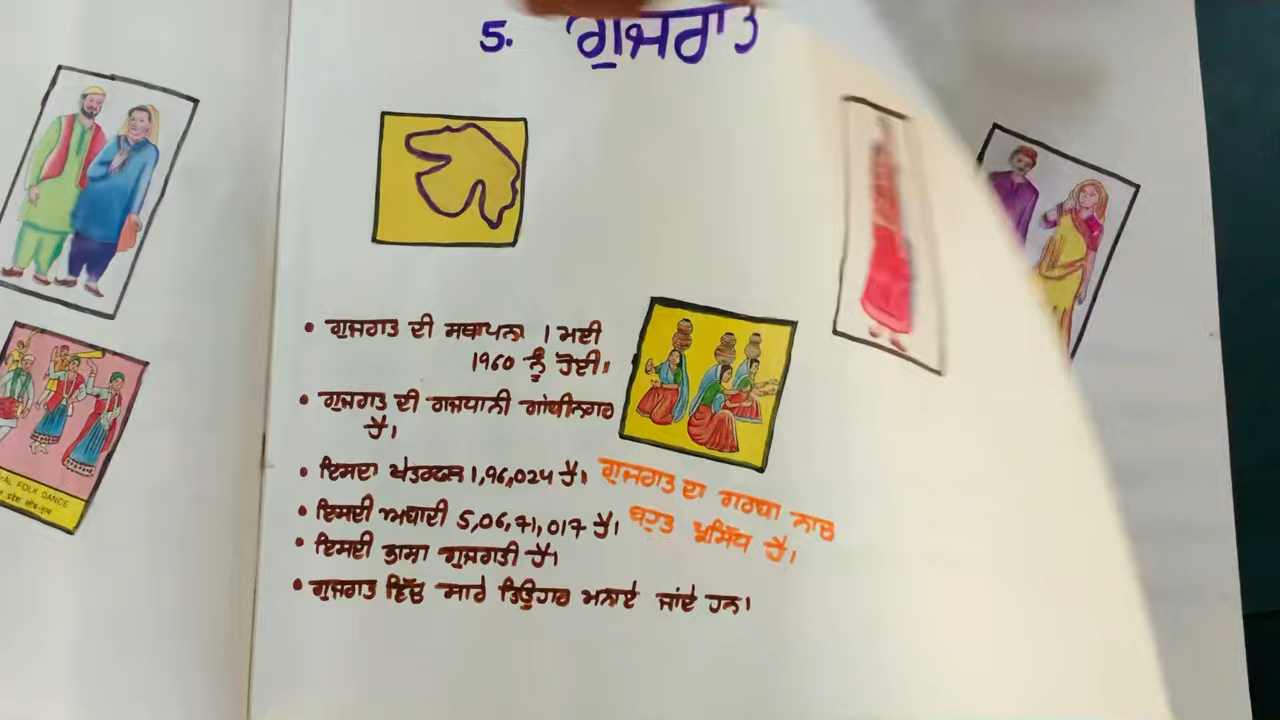 5. ਗੁਜਰਾਤ
• ਗੁਜਰਾਤ ਦੀ ਸਥਾਪਨਾ 1 ਮਈ
1960 ਨੂੰ ਹੋਈ।
• ਗੁਜਰਾਤ ਦੀ ਰਾਜਧਾਨੀ ਗਾਂਧੀਨਗਰ
ਹੈ।
• ਇਸਦਾ ਖੇਤਰਫਲ 1,96,024 ਹੈ।
• ਇਸਦੀ ਅਬਾਦੀ 5,06,71,017 ਹੈ।
• ਇਸਦੀ ਭਾਸ਼ਾ ਗੁਜਰਾਤੀ ਹੈ।
• ਗੁਜਰਾਤ ਵਿੱਚ ਸਾਰੇ ਤਿਉਹਾਰ ਮਨਾਏ ਜਾਂਦੇ ਹਨ।
ਗੁਜਰਾਤ ਦਾ ਗਰਬਾ ਨਾਚ
ਬਹੁਤ ਪ੍ਰਸਿੱਧ ਹੈ।
FOLK DANCE